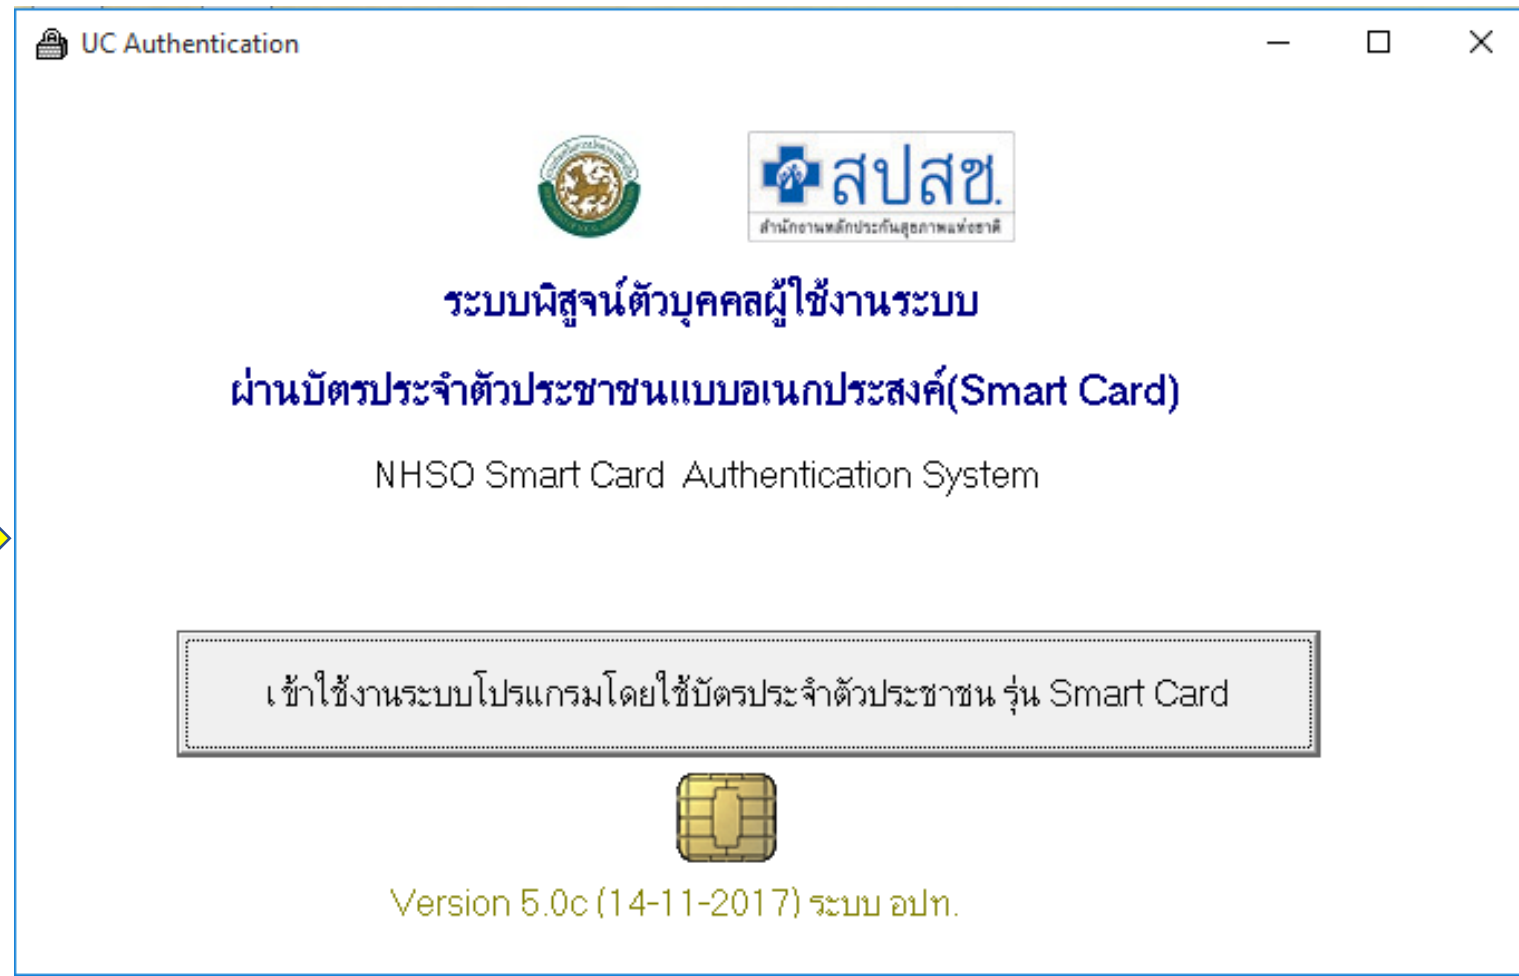 UC Authentication
สปสช.
สำนักงานหลักประกันสุขภาพแห่งชาติ
ระบบพิสูจน์ตัวบุคคลผู้ใช้งานระบบ
ผ่านบัตรประจำตัวประชาชนแบบอเนกประสงค์(Smart Card)
NHSO Smart Card Authentication System
เข้าใช้งานระบบโปรแกรมโดยใช้บัตรประจำตัวประชาชน รุ่น Smart Card
Version 5.0c (14-11-2017) ระบบ อปท.